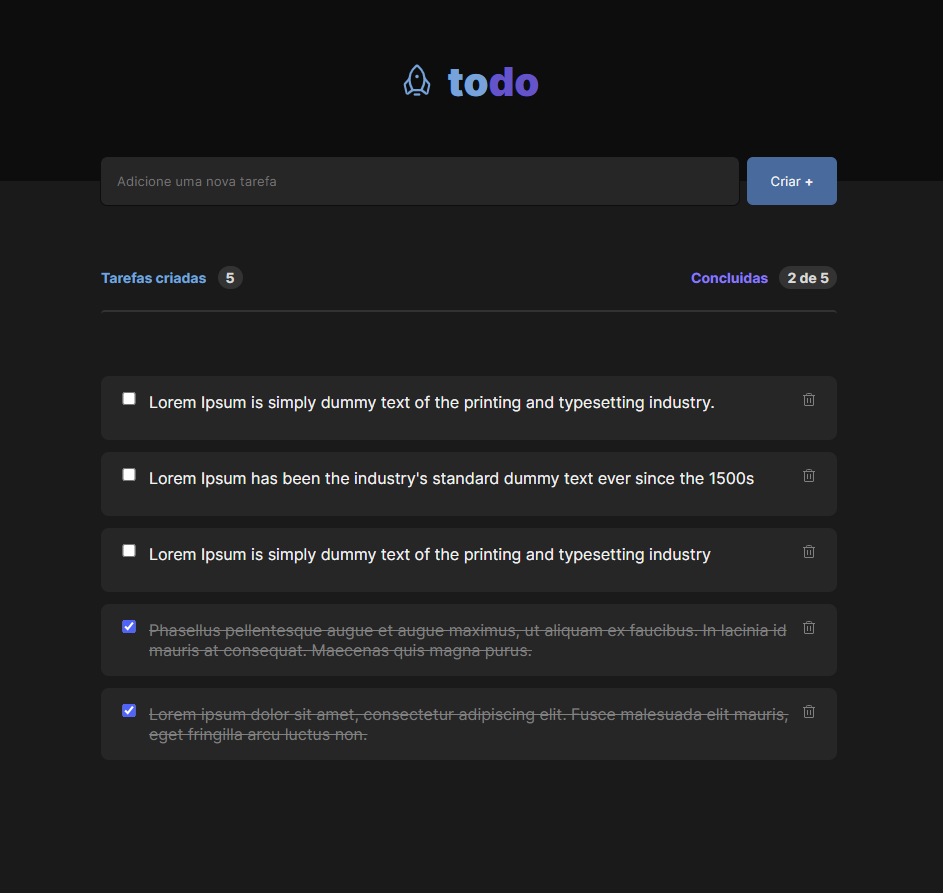 todo
Adicione uma nova tarefa
Criar +
Tarefas criadas 5
Concluidas 2 de 5
Lorem Ipsum is simply dummy text of the printing and typesetting industry.
Lorem Ipsum has been the industry's standard dummy text ever since the 1500s
Lorem Ipsum is simply dummy text of the printing and typesetting industry
Phasellus pellentesque augue et augue maximus, ut aliquam ex faucibus. In lacinia id
mauris at consequat. Maecenas quis magna purus.
Lorem ipsum dolor sit amet, consectetur adipiscing elit. Fusce malesuada elit mauris,
eget fringilla arcu luctus non.